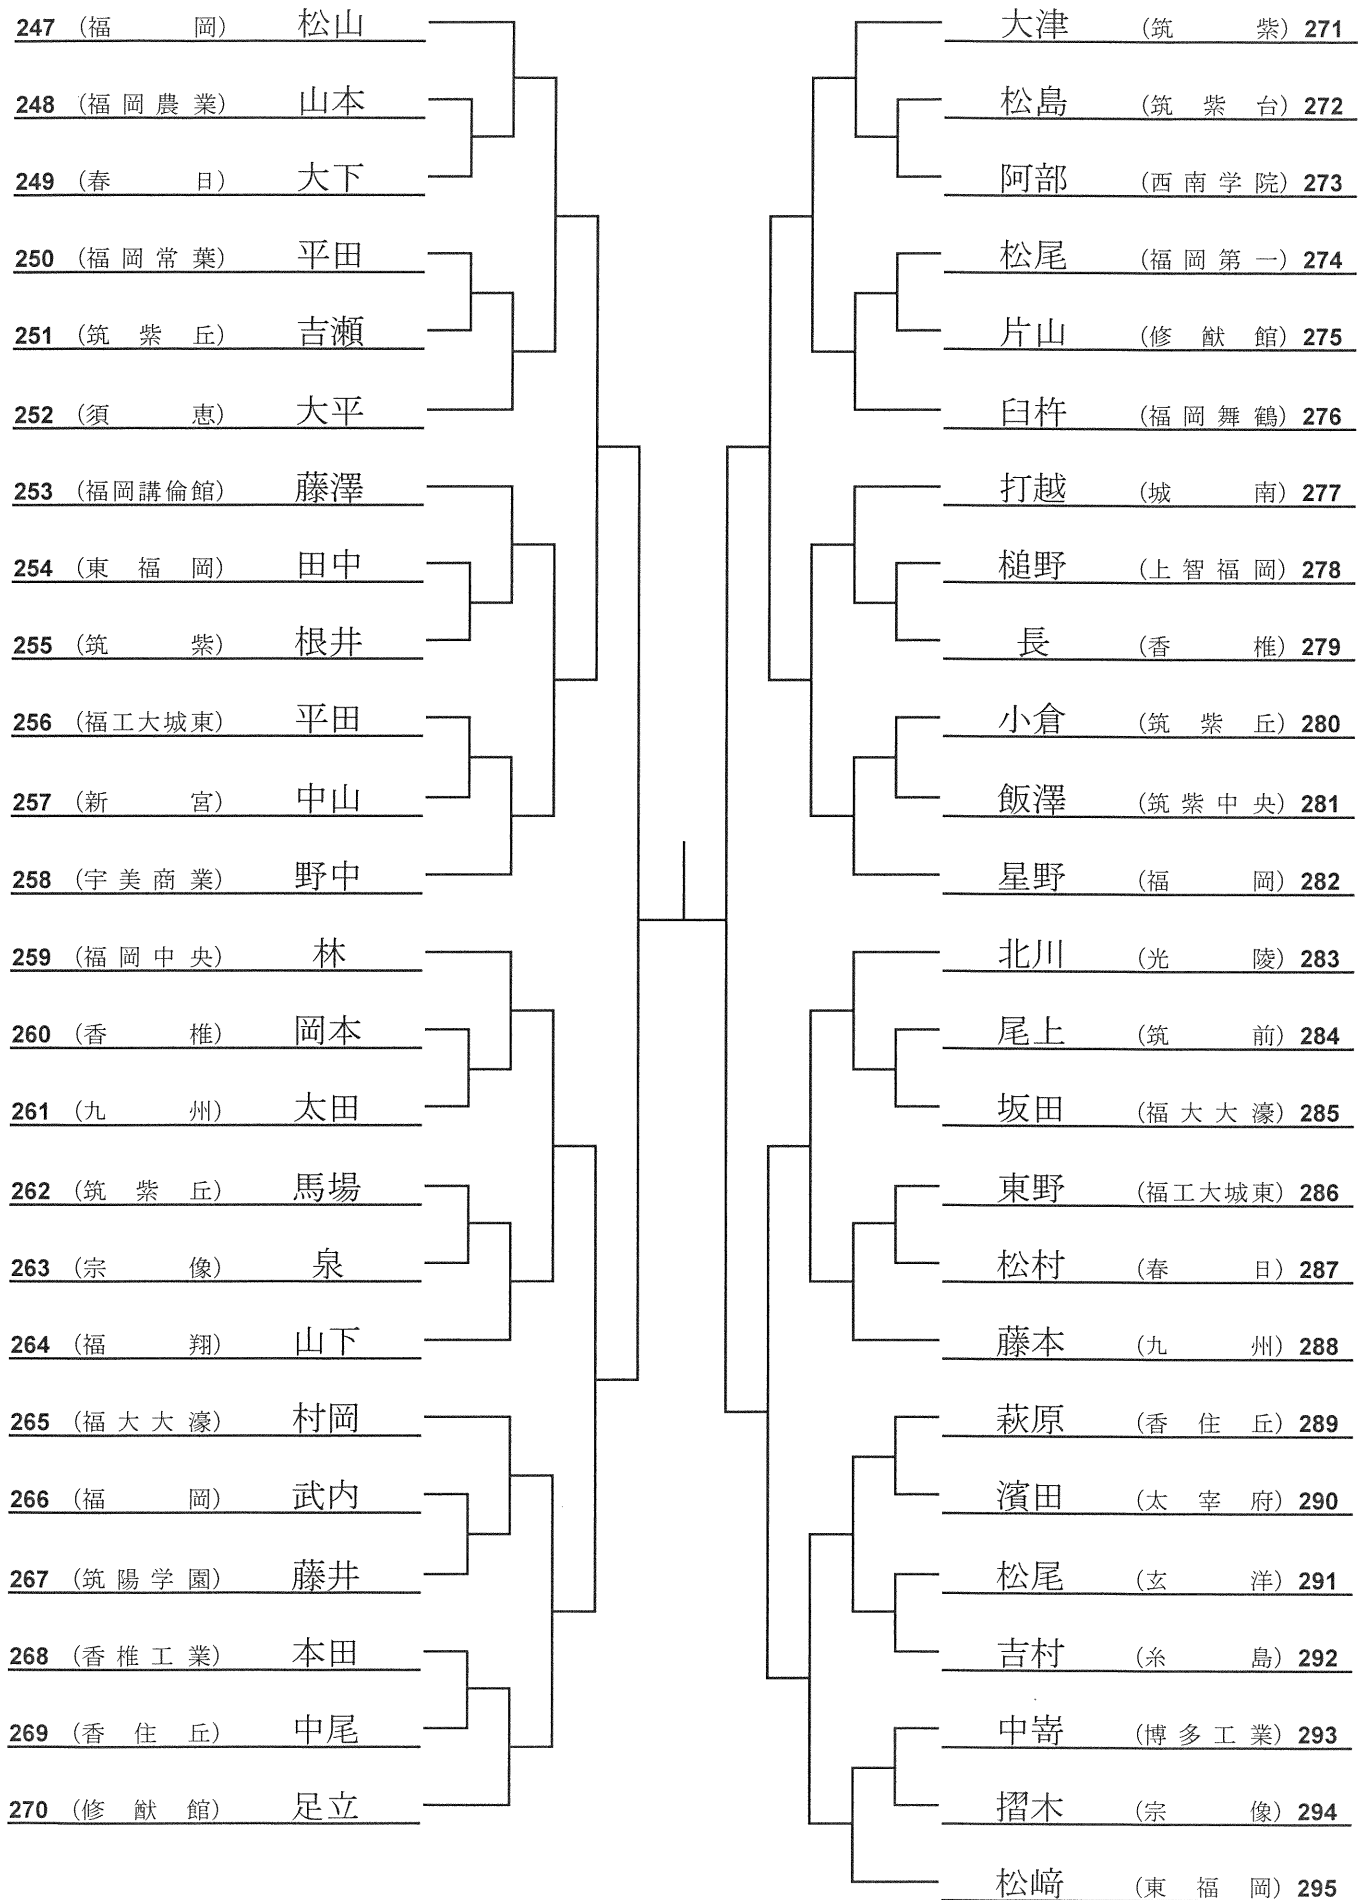 247 (福岡) 松山
248 (福岡農業) 山本
249 (春日) 大下
250 (福岡常葉) 平田
251 (筑紫丘) 吉瀬
252 (須恵) 大平
253 (福岡講倫館) 藤澤
254 (東福岡) 田中
255 (筑紫) 根井
256 (福工大城東) 平田
257 (新宮) 中山
258 (宇美商業) 野中
259 (福岡中央) 林
260 (香椎) 岡本
261 (九州) 太田
262 (筑紫丘) 馬場
263 (宗像) 泉
264 (福翔) 山下
265 (福大大濠) 村岡
266 (福岡) 武内
267 (筑陽学園) 藤井
268 (香椎工業) 本田
269 (香住丘) 中尾
270 (修猷館) 足立
大津 (筑紫) 271
松島 (筑紫台) 272
阿部 (西南学院) 273
松尾 (福岡第一) 274
片山 (修猷館) 275
臼杵 (福岡舞鶴) 276
打越 (城南) 277
槌野 (上智福岡) 278
長 (香椎) 279
小倉 (筑紫丘) 280
飯澤 (筑紫中央) 281
星野 (福岡) 282
北川 (光陵) 283
尾上 (筑前) 284
坂田 (福大大濠) 285
東野 (福工大城東) 286
松村 (春日) 287
藤本 (九州) 288
萩原 (香住丘) 289
濱田 (太宰府) 290
松尾 (玄洋) 291
吉村 (糸島) 292
中嵜 (博多工業) 293
摺木 (宗像) 294
松﨑 (東福岡) 295